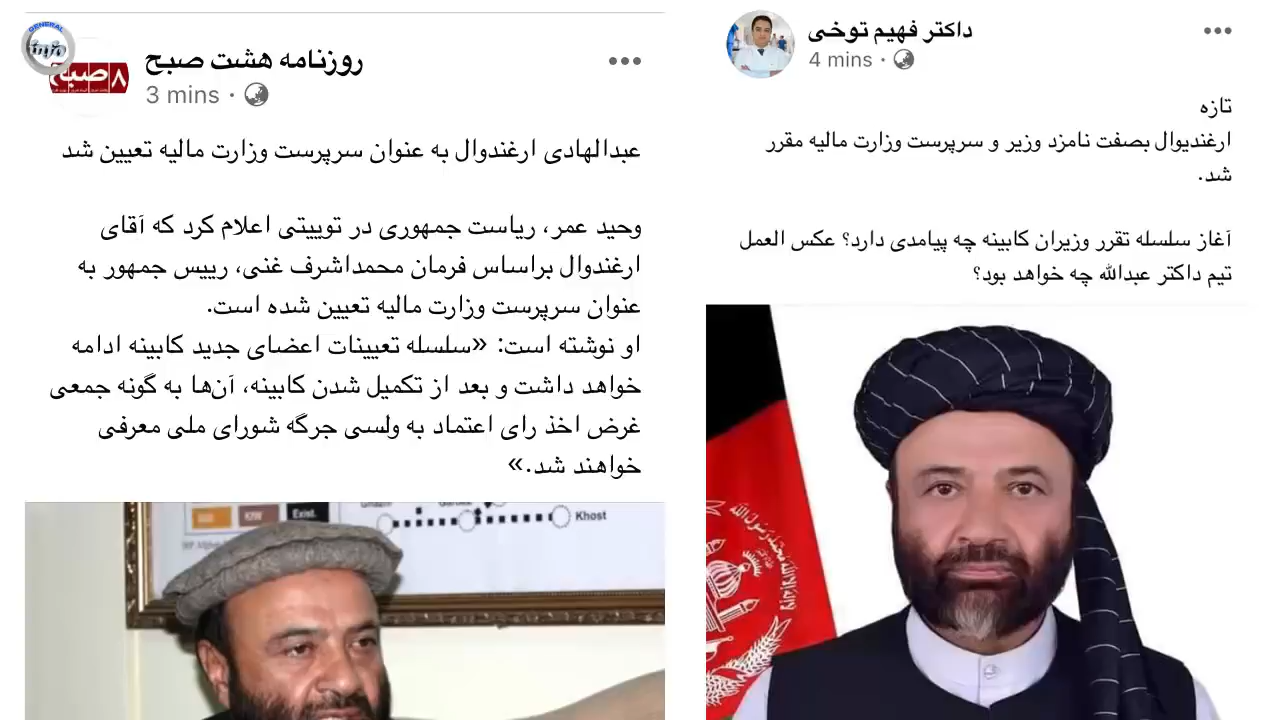 GENERAL
۸صبح
روزنامه هشت صبح
3 mins ·
عبدالهادی ارغندوال به عنوان سرپرست وزارت مالیه تعیین شد
وحید عمر، ریاست جمهوری در توییتی اعلام کرد که آقای
ارغندوال براساس فرمان محمداشرف غنی، رییس جمهور به
عنوان سرپرست وزارت مالیه تعیین شده است.
او نوشته است: «سلسله تعیینات اعضای جدید کابینه ادامه
خواهد داشت و بعد از تکمیل شدن کابینه، آن‌ها به گونه جمعی
غرض اخذ رای اعتماد به ولسی جرگه شورای ملی معرفی
خواهند شد.»
Exist.
Khost
داکتر فهیم توخی
4 mins ·
تازه
ارغندیوال بصفت نامزد وزیر و سرپرست وزارت مالیه مقرر
شد.
آغاز سلسله تقرر وزیران کابینه چه پیامدی دارد؟ عکس العمل
تیم داکتر عبدالله چه خواهد بود؟